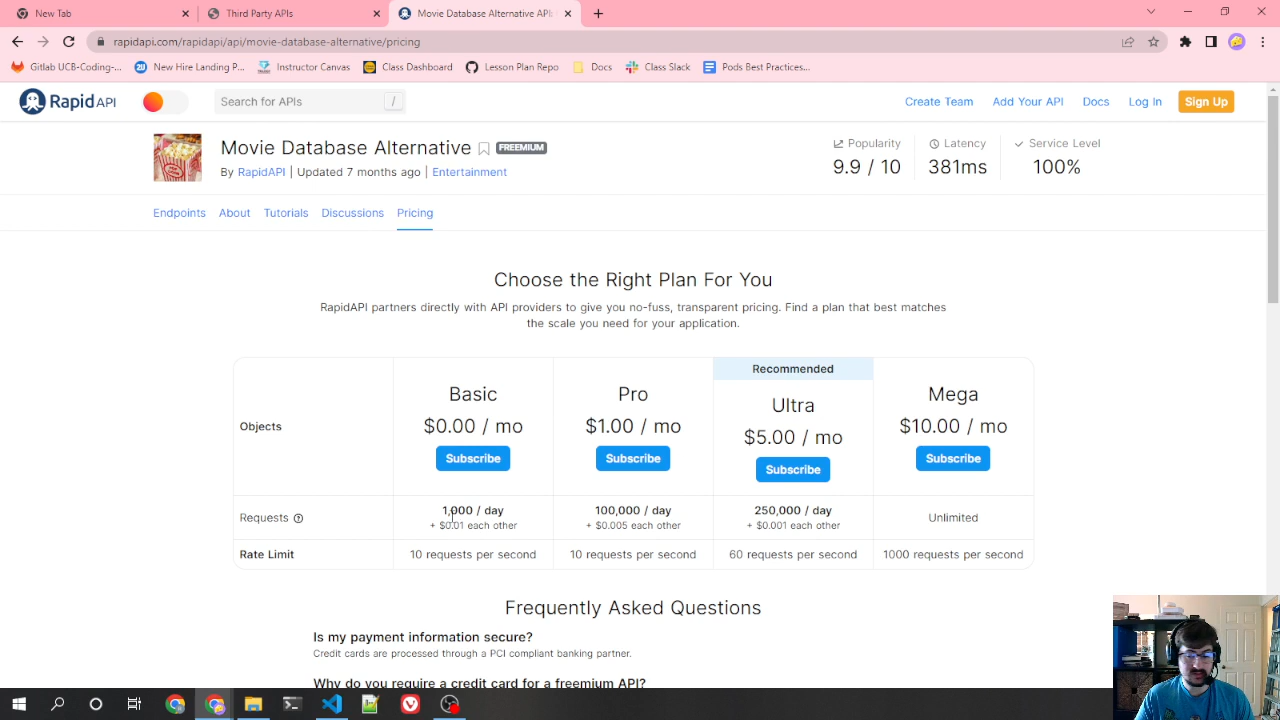 New Tab
Movie Database Alternative API
rapidapi.com/rapidapi/api/movie-database-alternative/pricing
Gitlab UCB-Coding-...
New Hire Landing P...
Instructor Canvas
Class Dashboard
Lesson Plan Repo
Docs
Class Slack
Pods Best Practices...
Rapid API
Search for APIs
/
Create Team
Add Your API
Docs
Log In
Sign Up
Movie Database Alternative
FREEMIUM
By RapidAPI | Updated 7 months ago | Entertainment
Popularity
9.9 / 10
Latency
381ms
Service Level
100%
Endpoints
About
Tutorials
Discussions
Pricing
Choose the Right Plan For You
RapidAPI partners directly with API providers to give you no-fuss, transparent pricing. Find a plan that best matches
the scale you need for your application.
Recommended
Objects
Basic
$0.00 / mo
Subscribe
Pro
$1.00 / mo
Subscribe
Ultra
$5.00 / mo
Subscribe
Mega
$10.00 / mo
Subscribe
Requests
1,000 / day
+ $0.01 each other
100,000 / day
+ $0.005 each other
250,000 / day
+ $0.001 each other
Unlimited
Rate Limit
10 requests per second
10 requests per second
60 requests per second
1000 requests per second
Frequently Asked Questions
Is my payment information secure?
Credit cards are processed through a PCI compliant banking partner.
Why do you require a credit card for a freemium API?